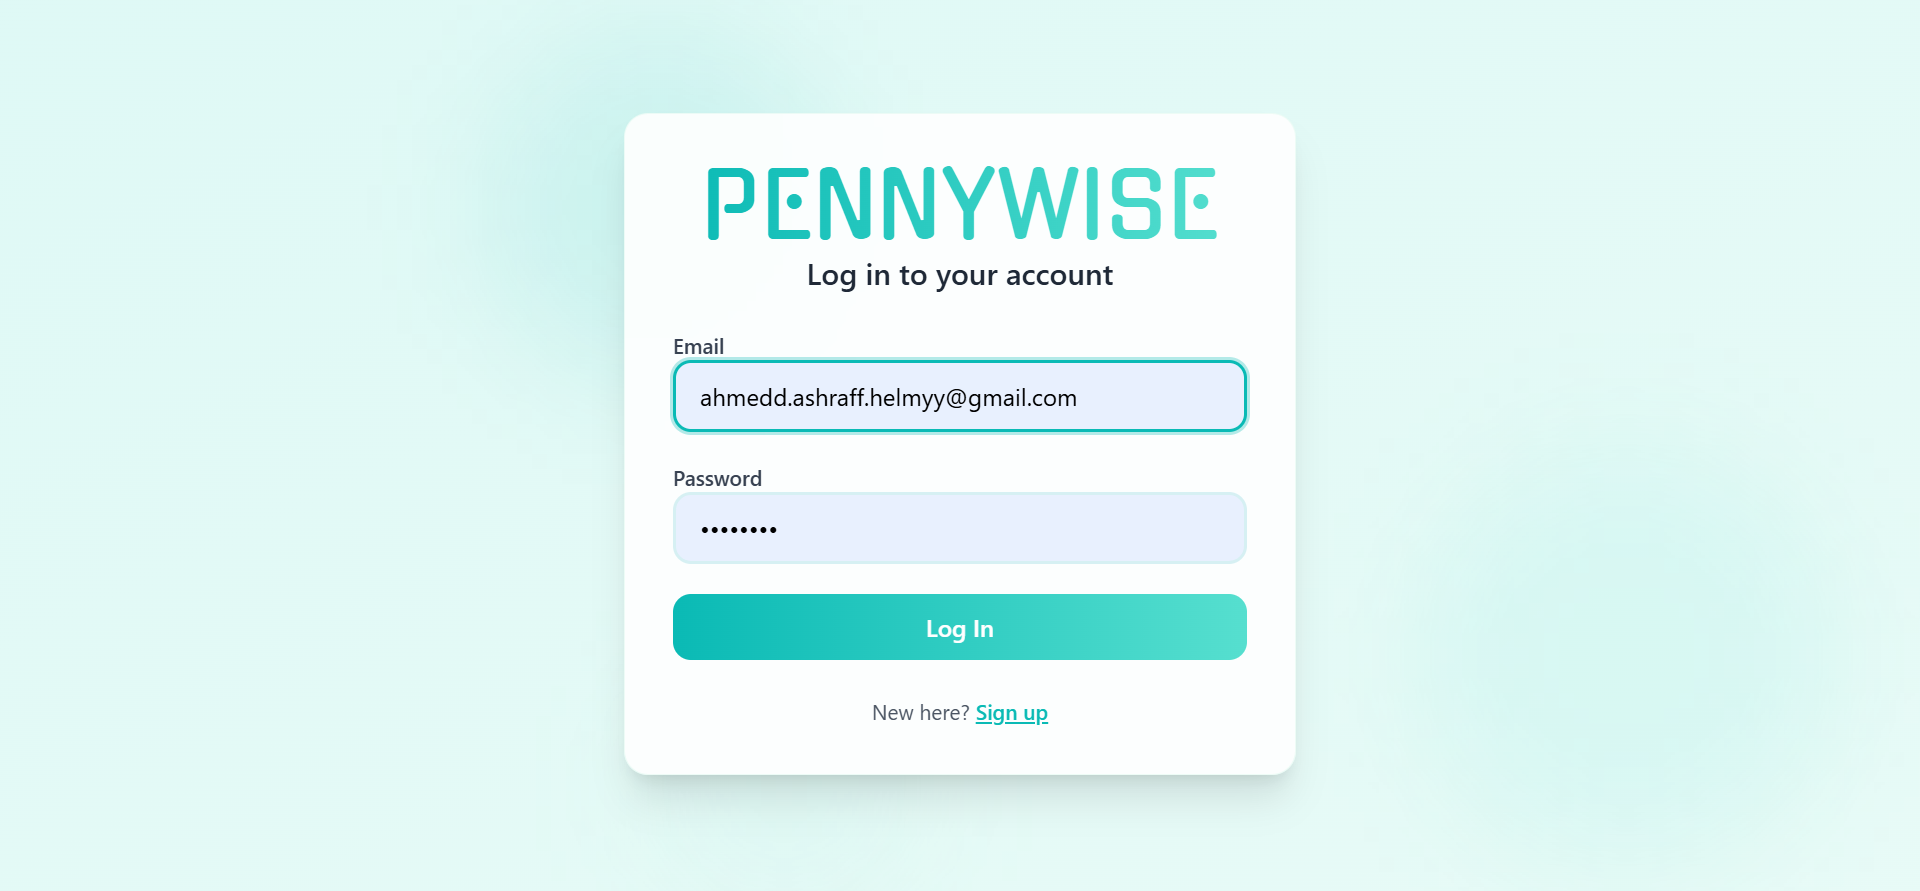 PENNYWISE
Log in to your account
Email
ahmedd.ashraff.helmyy@gmail.com
Password
••••••••
Log In
New here? Sign up